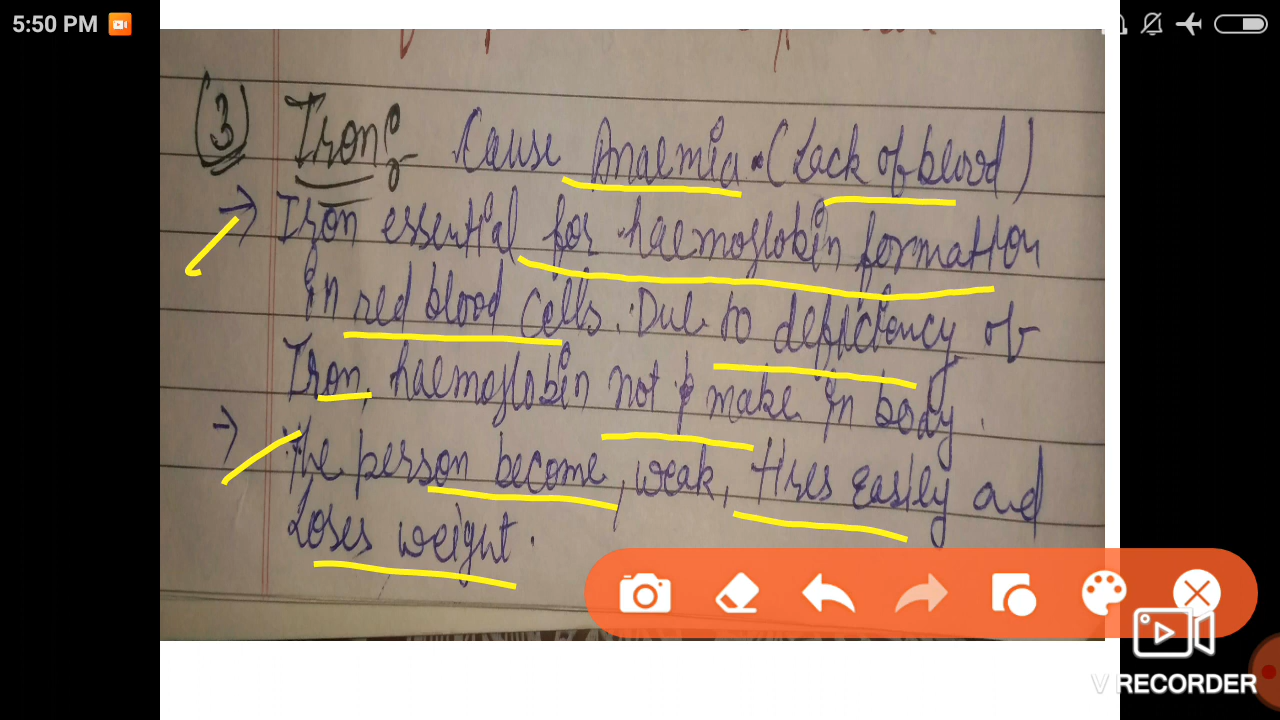 5:50 PM
(3) Iron:- Cause Anaemia (Lack of blood)
→ Iron essential for haemoglobin formation
in red blood cells. Due to deficiency of
Iron, haemoglobin not make in body.
→ The person become, weak, tires easily and
Loses weight.
V RECORDER